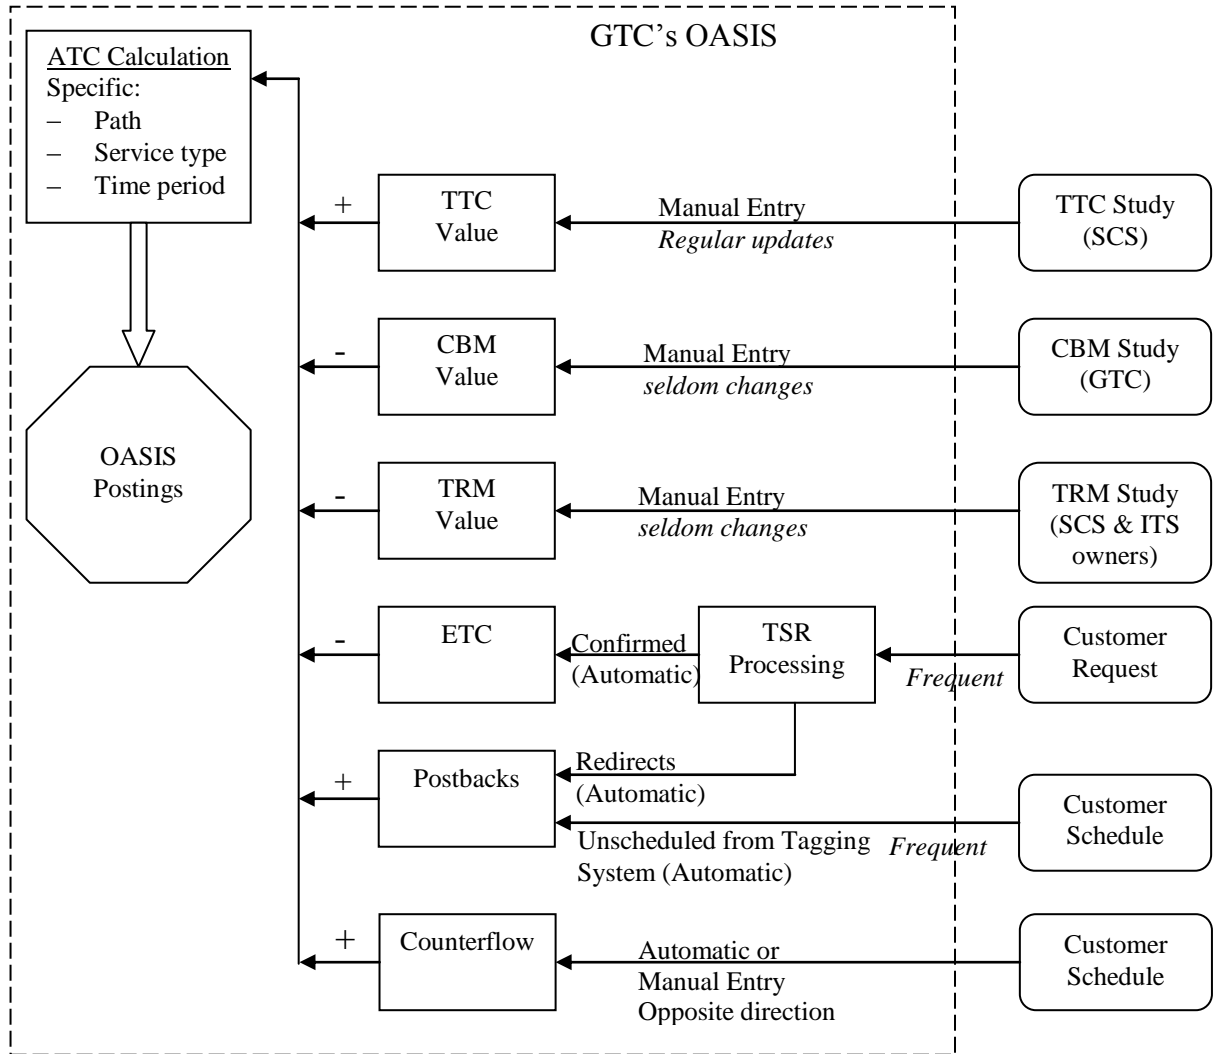 GTC’s OASIS
ATC Calculation
Specific:
– Path
– Service type
– Time period
OASIS
Postings
+
TTC
Value
Manual Entry
Regular updates
TTC Study
(SCS)
-
CBM
Value
Manual Entry
seldom changes
CBM Study
(GTC)
-
TRM
Value
Manual Entry
seldom changes
TRM Study
(SCS & ITS
owners)
-
ETC
Confirmed
(Automatic)
TSR
Processing
Frequent
Customer
Request
+
Postbacks
Redirects
(Automatic)
Unscheduled from Tagging
System (Automatic)
Frequent
Customer
Schedule
+
Counterflow
Automatic or
Manual Entry
Opposite direction
Customer
Schedule